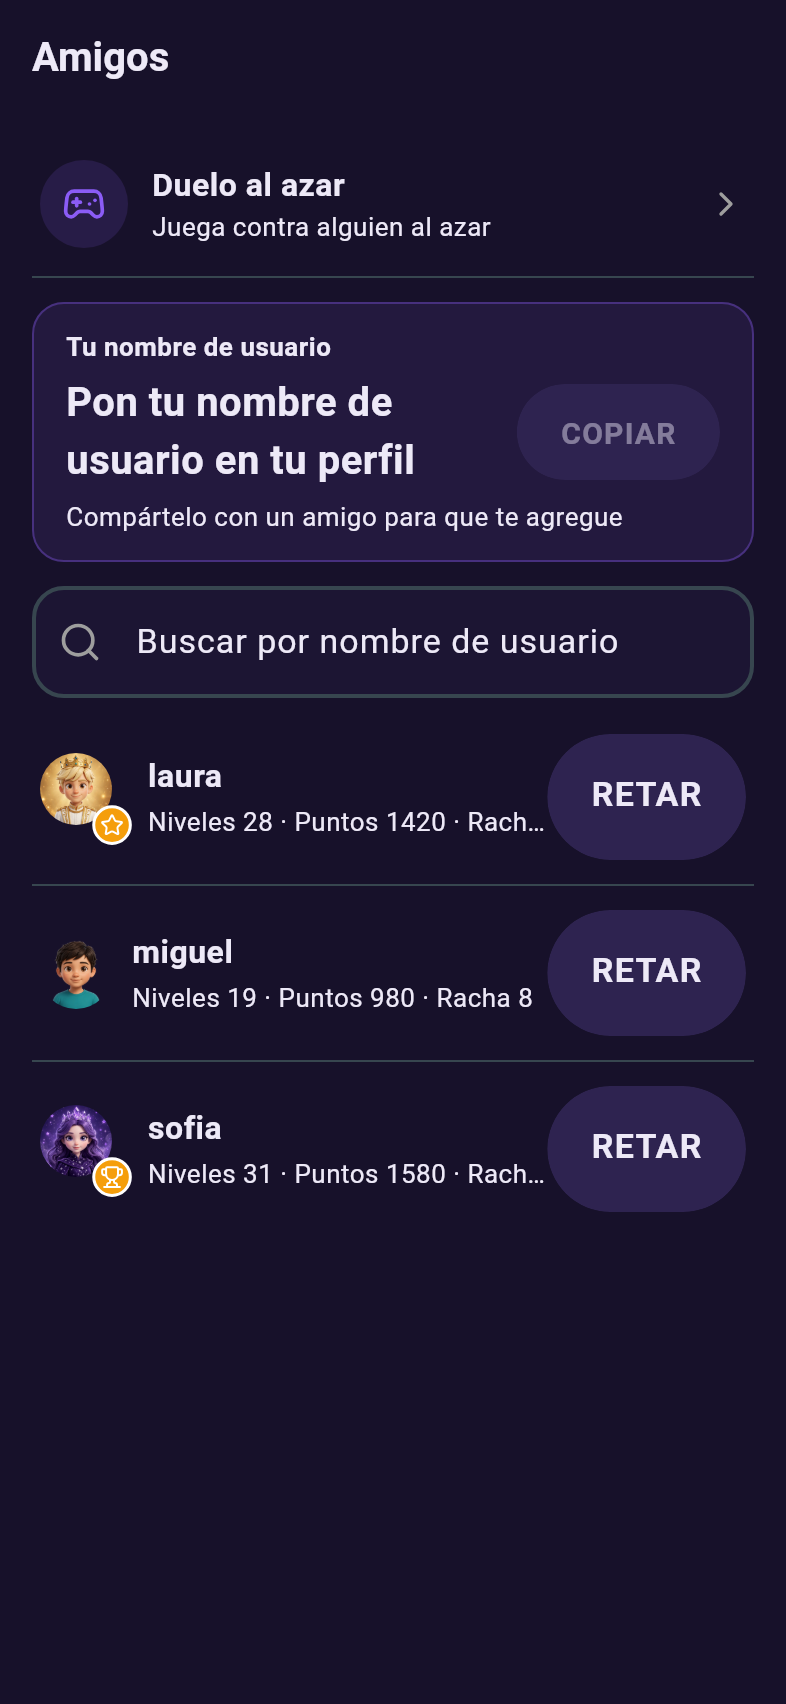 Amigos
Duelo al azar
Juega contra alguien al azar
Tu nombre de usuario
Pon tu nombre de
usuario en tu perfil
COPIAR
Compártelo con un amigo para que te agregue
Buscar por nombre de usuario
laura
Niveles 28 · Puntos 1420 · Rach...
RETAR
miguel
Niveles 19 · Puntos 980 · Racha 8
RETAR
sofia
Niveles 31 · Puntos 1580 · Rach...
RETAR